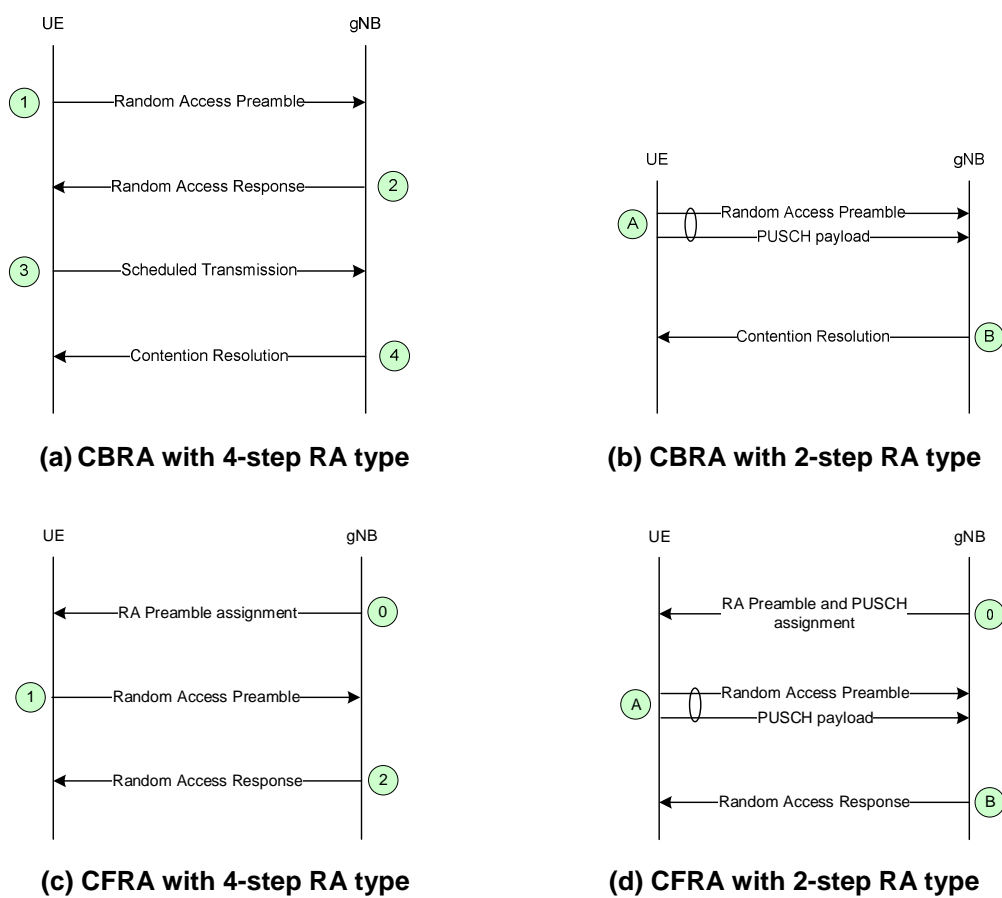 UE gNB
1 Random Access Preamble
Random Access Response 2
3 Scheduled Transmission
Contention Resolution 4
(a) CBRA with 4-step RA type
UE gNB
A Random Access Preamble
PUSCH payload
Contention Resolution B
(b) CBRA with 2-step RA type
UE gNB
RA Preamble assignment 0
1 Random Access Preamble
Random Access Response 2
(c) CFRA with 4-step RA type
UE gNB
RA Preamble and PUSCH
assignment 0
A Random Access Preamble
PUSCH payload
Random Access Response B
(d) CFRA with 2-step RA type